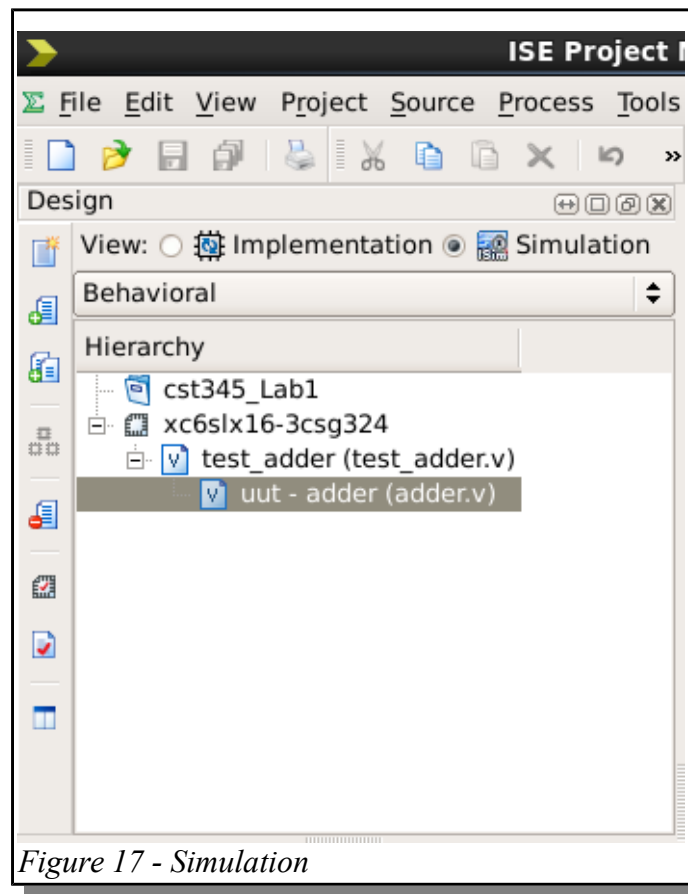 ISE Project
File Edit View Project Source Process Tools
»
Design
View: Implementation Simulation
Behavioral
Hierarchy
cst345_Lab1
xc6slx16-3csg324
test_adder (test_adder.v)
uut - adder (adder.v)
Figure 17 - Simulation